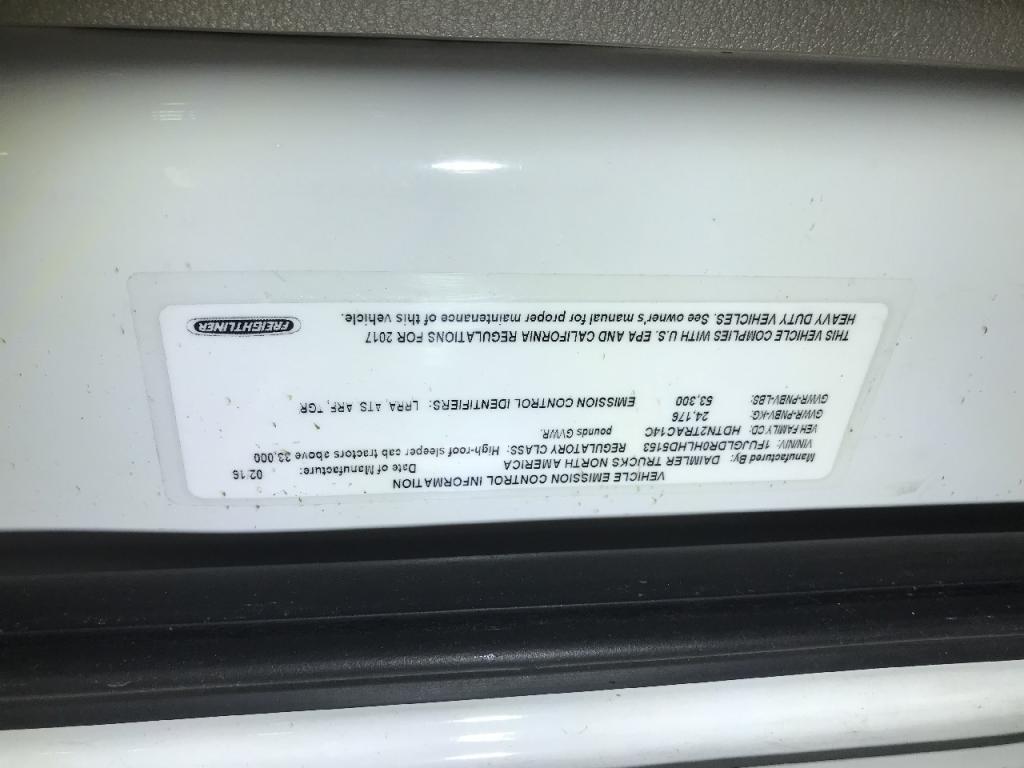 VEHICLE EMISSION CONTROL INFORMATION
Manufactured By: DAIMLER TRUCKS NORTH AMERICA Date of Manufacture: 02/16
VIN/NIV: 1FUJGLDR0HLHD5153 REGULATORY CLASS: High-roof sleeper cab tractors above 33,000
VEH FAMILY CD: HDTN2TRAC14C pounds GVWR.
GVWR-PNBV-KG: 24,176
GVWR-PNBV-LBS: 53,300 EMISSION CONTROL IDENTIFIERS: LRRA, ATS ARF, TGR
THIS VEHICLE COMPLIES WITH U.S. EPA AND CALIFORNIA REGULATIONS FOR 2017
HEAVY DUTY VEHICLES. See owner's manual for proper maintenance of this vehicle.
FREIGHTLINER